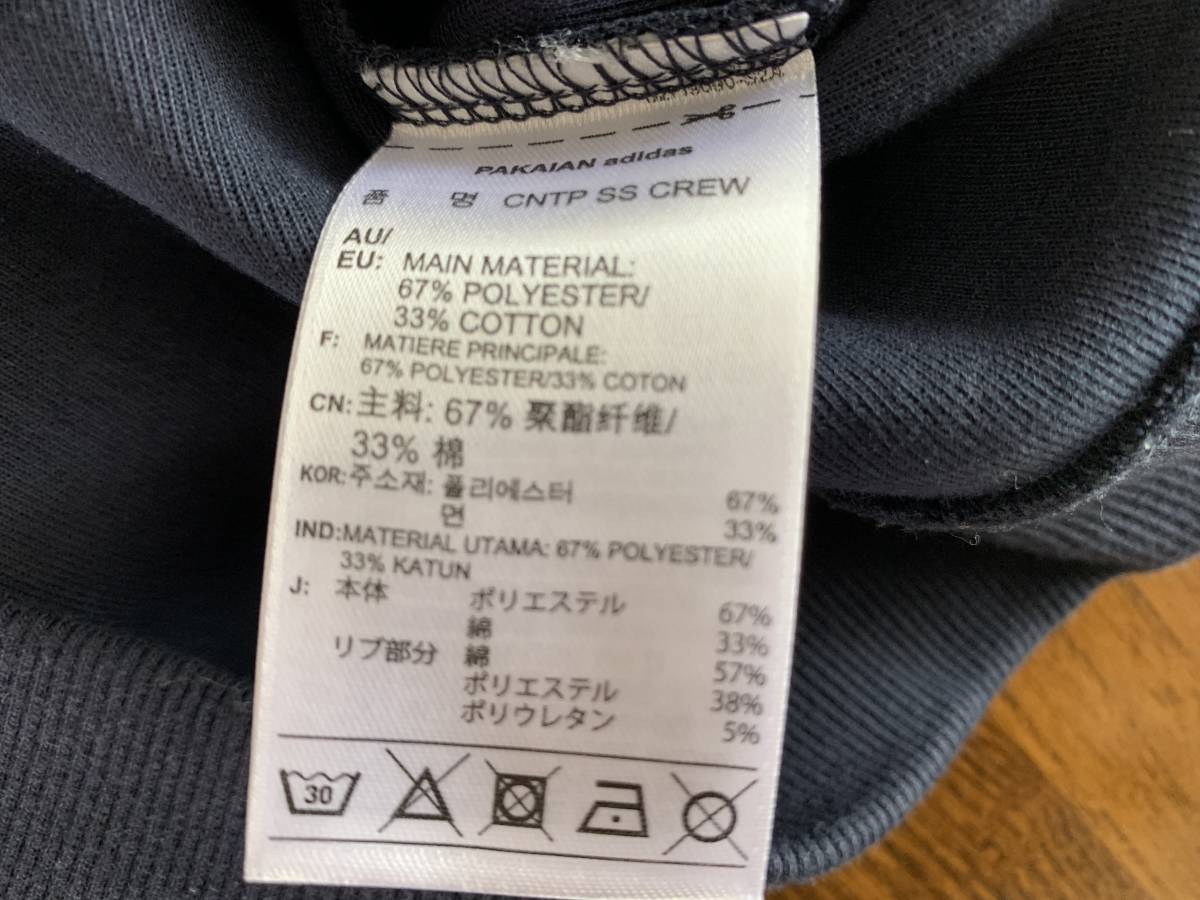 PAKAIAN adidas
품 명 CNTP SS CREW
AU/
EU: MAIN MATERIAL:
67% POLYESTER/
33% COTTON
F: MATIERE PRINCIPALE:
67% POLYESTER/33% COTON
CN: 主料: 67% 聚酯纤维/
33% 棉
KOR: 주소재: 폴리에스터 67%
면 33%
IND: MATERIAL UTAMA: 67% POLYESTER/
33% KATUN
J: 本体 ポリエステル 67%
綿 33%
リブ部分 綿 57%
ポリエステル 38%
ポリウレタン 5%
30